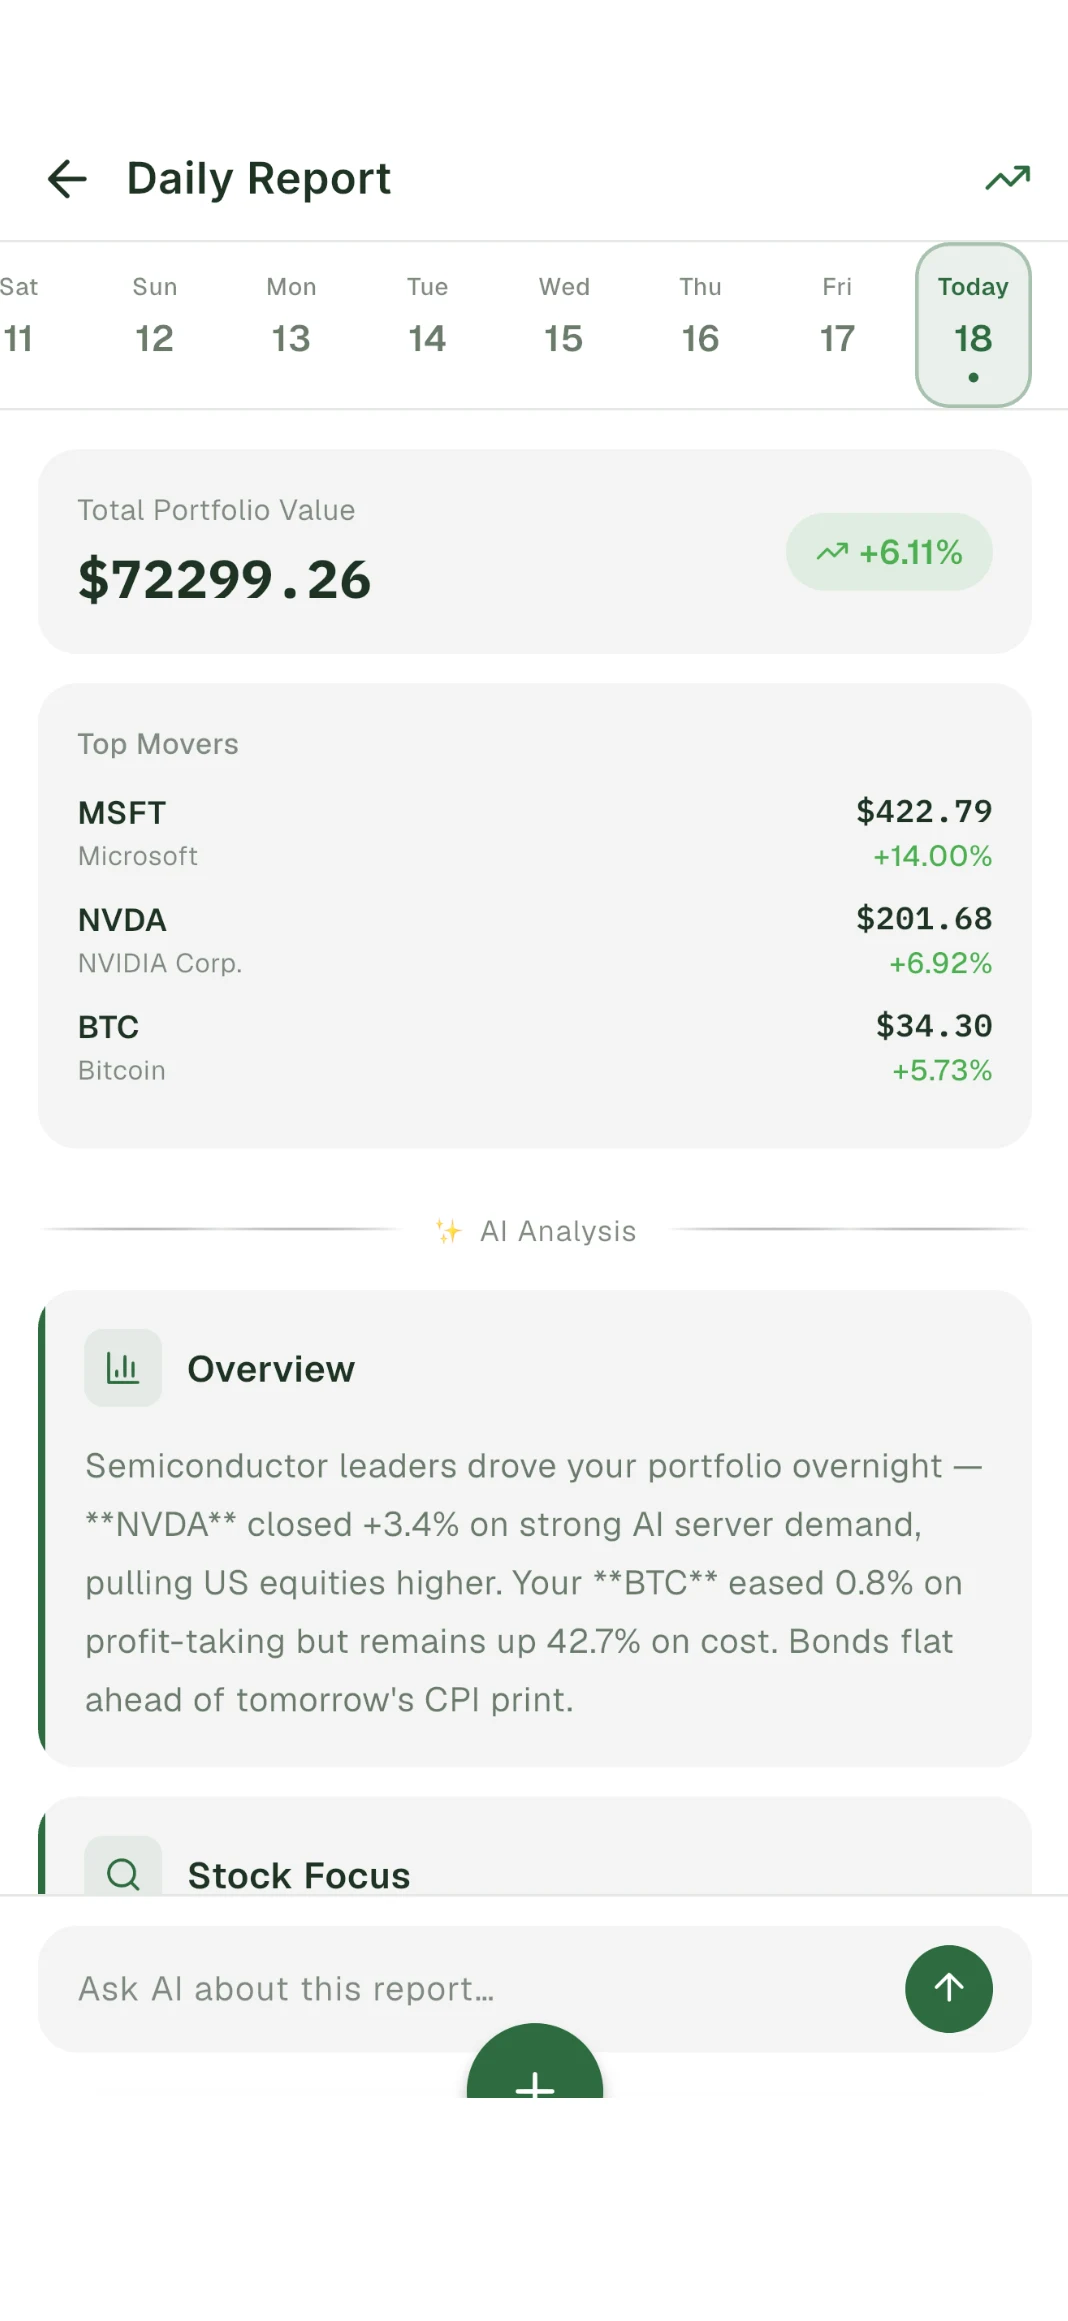 Daily Report
Sat Sun Mon Tue Wed Thu Fri Today
11 12 13 14 15 16 17 18
Total Portfolio Value
$72299.26
+6.11%
Top Movers
MSFT $422.79
Microsoft +14.00%
NVDA $201.68
NVIDIA Corp. +6.92%
BTC $34.30
Bitcoin +5.73%
✨ AI Analysis
Overview
Semiconductor leaders drove your portfolio overnight —
**NVDA** closed +3.4% on strong AI server demand,
pulling US equities higher. Your **BTC** eased 0.8% on
profit-taking but remains up 42.7% on cost. Bonds flat
ahead of tomorrow's CPI print.
Stock Focus
Ask AI about this report...